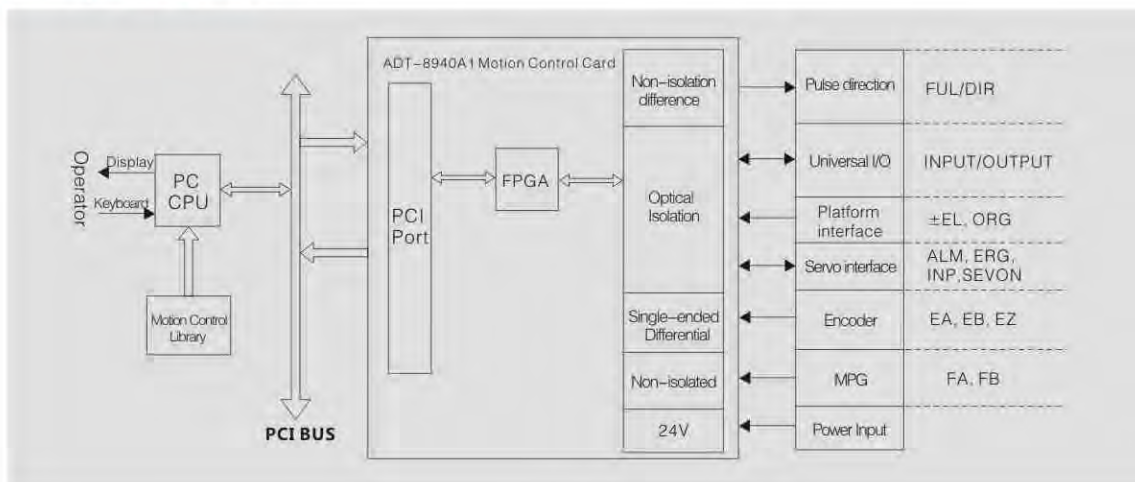 ADT-8940A1 Motion Control Card
Operator
Display
Keyboard
PC
CPU
Motion Control
Library
PCI BUS
PCI
Port
FPGA
Non-isolation
difference
Optical
Isolation
Single-ended
Differential
Non-isolated
24V
Pulse direction
FUL/DIR
Universal I/O
INPUT/OUTPUT
Platform
interface
±EL, ORG
Servo interface
ALM, ERG,
INP,SEVON
Encoder
EA, EB, EZ
MPG
FA, FB
Power Input